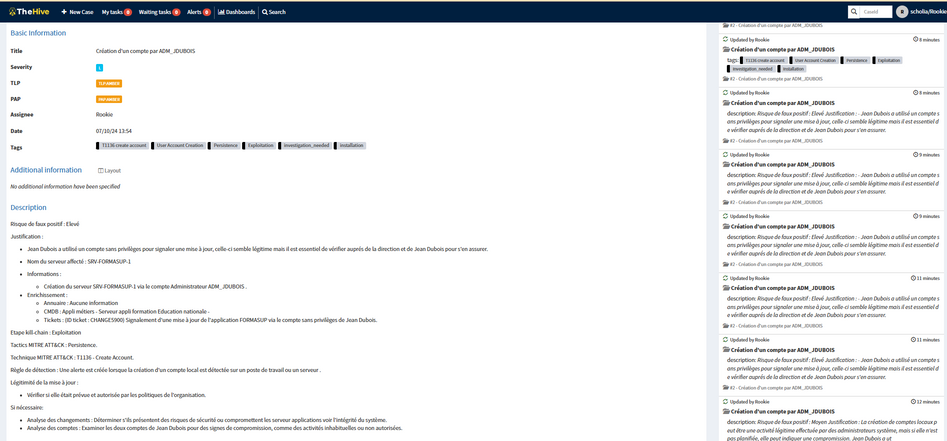 TheHive + New Case My tasks 0 Waiting tasks 0 Alerts 0 Dashboards Search CaseId R scholia/Rookie
Basic Information
Title Création d'un compte par ADM_JDUBOIS
Severity L
TLP TLP:AMBER
PAP PAP:AMBER
Assignee Rookie
Date 07/10/24 13:54
Tags T1136 create account User Account Creation Persistence Exploitation investigation_needed installation
Additional information Layout
No additional information have been specified
Description
Risque de faux positif : Elevé
Justification :
Jean Dubois a utilisé un compte sans privilèges pour signaler une mise à jour, celle-ci semble légitime mais il est essentiel de vérifier auprés de la direction et de Jean Dubois pour s'en assurer.
Nom du serveur affecté : SRV-FORMASUP-1
Informations :
Création du serveur SRV-FORMASUP-1 via le compte Administrateur ADM_JDUBOIS .
Enrichissement :
Annuaire : Aucune information
CMDB : Appli métiers - Serveur appli formation Education nationale -
Tickets : (ID ticket : CHANGE5900) Signalement d'une mise à jour de l'application FORMASUP via le compte sans privilèges de Jean Dubois.
Etape kill-chain : Exploitation
Tactics MITRE ATT&CK : Persistence.
Technique MITRE ATT&CK : T1136 - Create Account.
Règle de détection : Une alerte est créée lorsque la création d'un compte local est détectée sur un poste de travail ou un serveur .
Légitimité de la mise à jour :
Vérifier si elle était prévue et autorisée par les politiques de l'organisation.
Si nécessaire:
Analyse des changements : Déterminer s'ils présentent des risques de sécurité ou compromettent les serveur applications voir l'intégrité du système.
Analyse des comptes : Examiner les deux comptes de Jean Dubois pour des signes de compromission, comme des activités inhabituelles ou non autorisées.
#2 - Création d'un compte par ADM_JDUBOIS
Updated by Rookie 8 minutes
Création d'un compte par ADM_JDUBOIS
tags: T1136 create account User Account Creation Persistence Exploitation
investigation_needed installation
#2 - Création d'un compte par ADM_JDUBOIS
Updated by Rookie 8 minutes
Création d'un compte par ADM_JDUBOIS
description: Risque de faux positif : Elevé Justification : - Jean Dubois a utilisé un compte s
ans privilèges pour signaler une mise à jour, celle-ci semble légitime mais il est essentiel d
e vérifier auprés de la direction et de Jean Dubois pour s'en assurer.
#2 - Création d'un compte par ADM_JDUBOIS
Updated by Rookie 9 minutes
Création d'un compte par ADM_JDUBOIS
description: Risque de faux positif : Elevé Justification : - Jean Dubois a utilisé un compte s
ans privilèges pour signaler une mise à jour, celle-ci semble légitime mais il est essentiel d
e vérifier auprés de la direction et de Jean Dubois pour s'en assurer.
#2 - Création d'un compte par ADM_JDUBOIS
Updated by Rookie 9 minutes
Création d'un compte par ADM_JDUBOIS
description: Risque de faux positif : Elevé Justification : - Jean Dubois a utilisé un compte s
ans privilèges pour signaler une mise à jour, celle-ci semble légitime mais il est essentiel d
e vérifier auprés de la direction et de Jean Dubois pour s'en assurer.
#2 - Création d'un compte par ADM_JDUBOIS
Updated by Rookie 11 minutes
Création d'un compte par ADM_JDUBOIS
description: Risque de faux positif : Elevé Justification : - Jean Dubois a utilisé un compte s
ans privilèges pour signaler une mise à jour, celle-ci semble légitime mais il est essentiel d
e vérifier auprés de la direction et de Jean Dubois pour s'en assurer.
#2 - Création d'un compte par ADM_JDUBOIS
Updated by Rookie 11 minutes
Création d'un compte par ADM_JDUBOIS
description: Risque de faux positif : Elevé Justification : - Jean Dubois a utilisé un compte s
ans privilèges pour signaler une mise à jour, celle-ci semble légitime mais il est essentiel d
e vérifier auprés de la direction et de Jean Dubois pour s'en assurer.
#2 - Création d'un compte par ADM_JDUBOIS
Updated by Rookie 12 minutes
Création d'un compte par ADM_JDUBOIS
description: Risque de faux positif : Moyen Justification : - La création de comptes locaux p
eut être une activité légitime effectuée par des administrateurs système, mais si elle n'est
pas planifiée, elle peut indiquer une compromission. Jean Dubois a ut